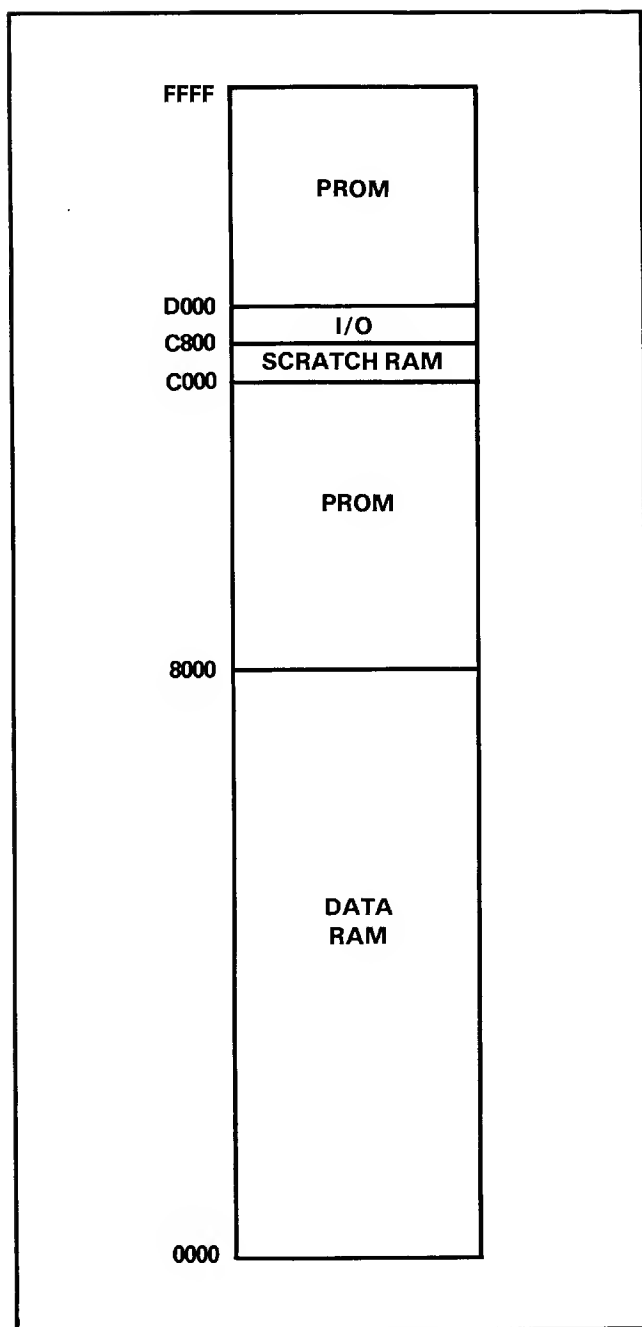 FFFF
PROM
D000
I/O
C800
SCRATCH RAM
C000
PROM
8000
DATA
RAM
0000